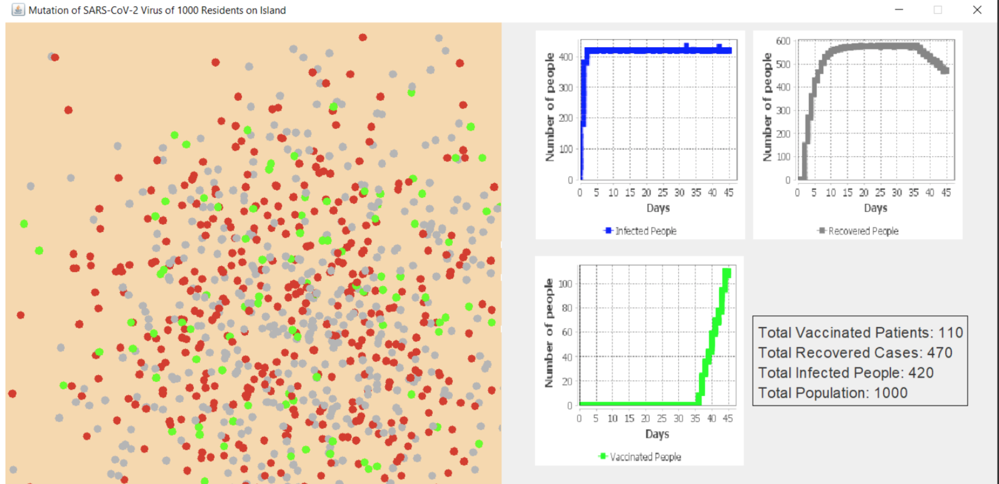 Mutation of SARS-CoV-2 Virus of 1000 Residents on Island
Number of people
400
300
200
100
0
0 5 10 15 20 25 30 35 40 45
Days
Infected People
Number of people
600
500
400
300
200
100
0
0 5 10 15 20 25 30 35 40 45
Days
Recovered People
Number of people
100
80
60
40
20
0
0 5 10 15 20 25 30 35 40 45
Days
Vaccinated People
Total Vaccinated Patients: 110
Total Recovered Cases: 470
Total Infected People: 420
Total Population: 1000